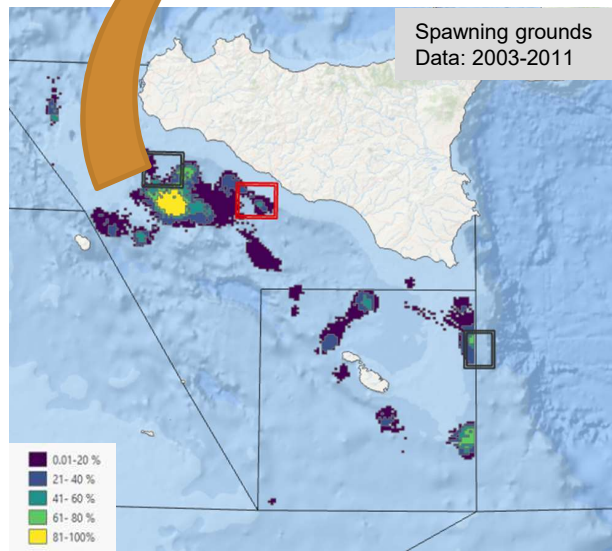 Spawning grounds
Data: 2003-2011
0.01-20 %
21- 40 %
41- 60 %
61- 80 %
81-100%